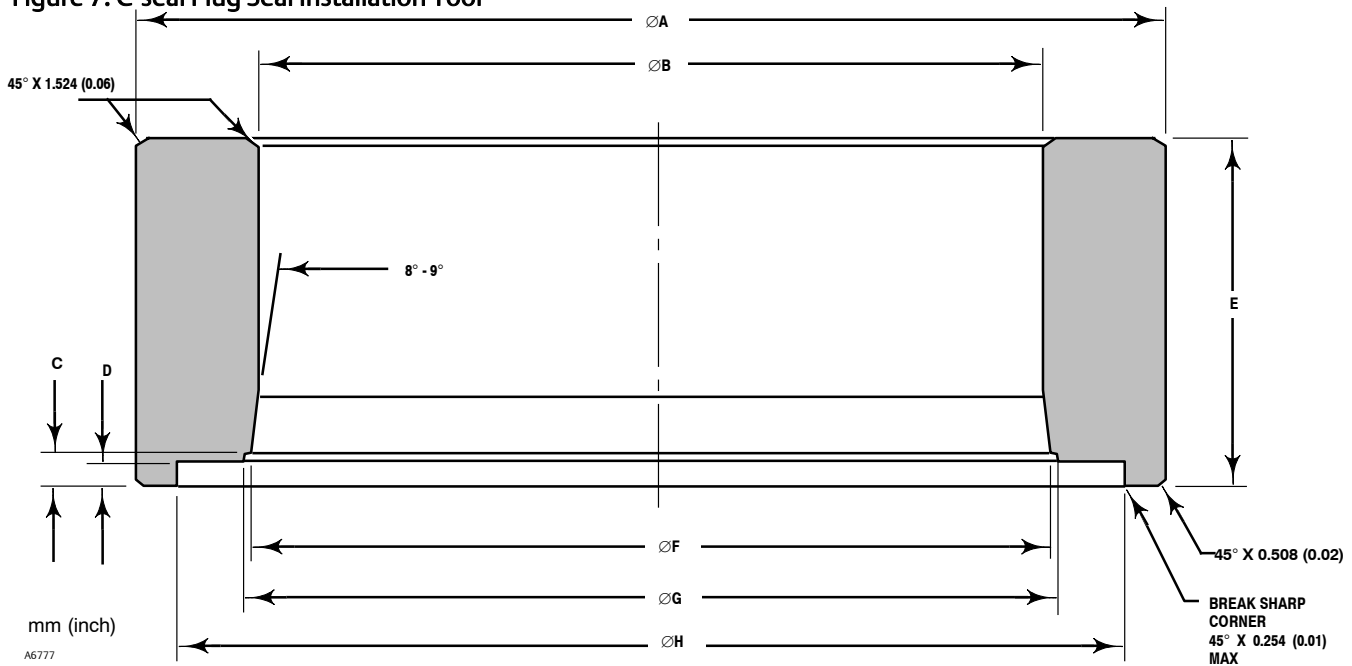 Figure 7. C-seal Plug Seal Installation Tool
∅A
∅B
45° X 1.524 (0.06)
8° - 9°
E
C
D
∅F
45° X 0.508 (0.02)
∅G
BREAK SHARP
CORNER
45° X 0.254 (0.01)
MAX
mm (inch)
∅H
A6777